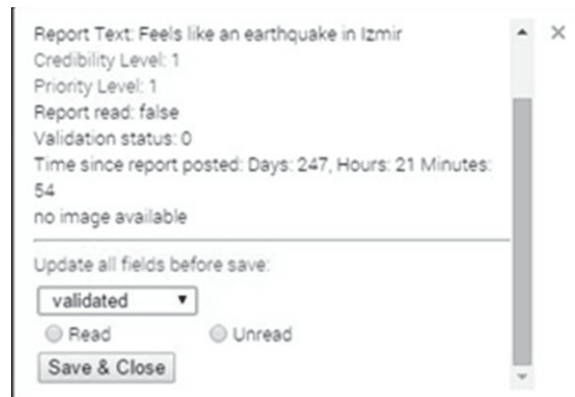 Report Text: Feels like an earthquake in Izmir
Credibility Level: 1
Priority Level: 1
Report read: false
Validation status: 0
Time since report posted: Days: 247, Hours: 21 Minutes:
54
no image available
Update all fields before save:
validated
Read Unread
Save & Close